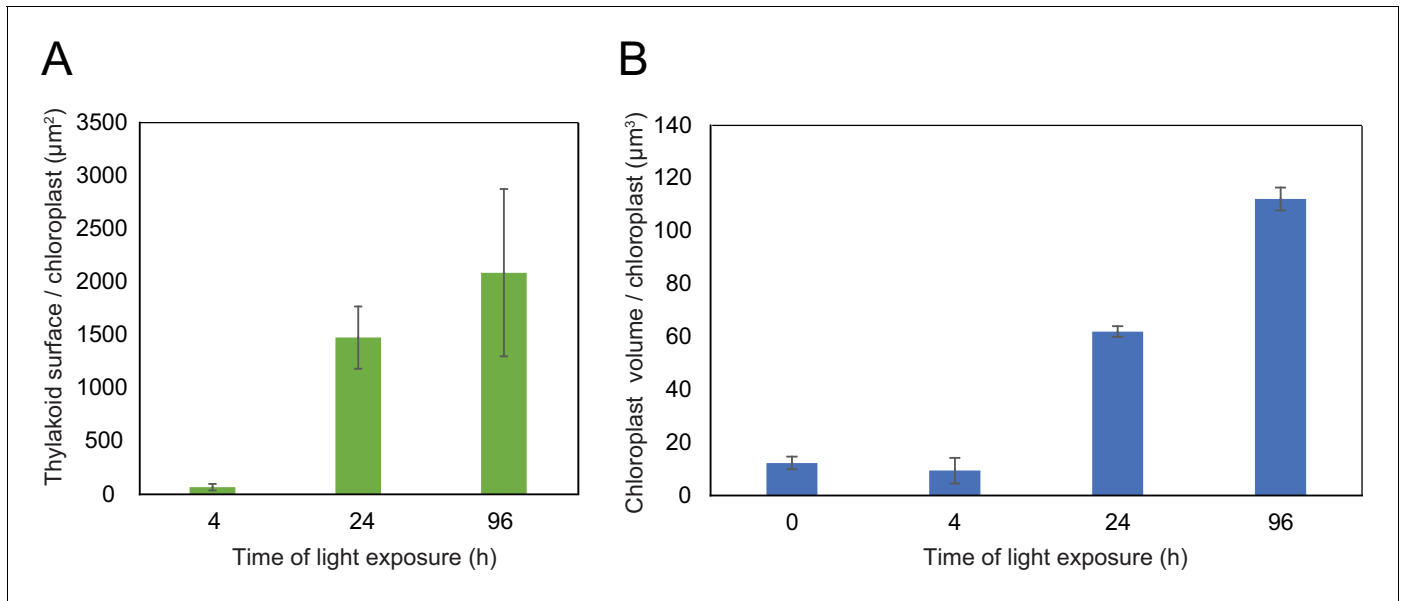 A
Thylakoid surface / chloroplast (µm²)
3500
3000
2500
2000
1500
1000
500
0
4 24 96
Time of light exposure (h)
B
Chloroplast volume / chloroplast (µm³)
140
120
100
80
60
40
20
0
0 4 24 96
Time of light exposure (h)